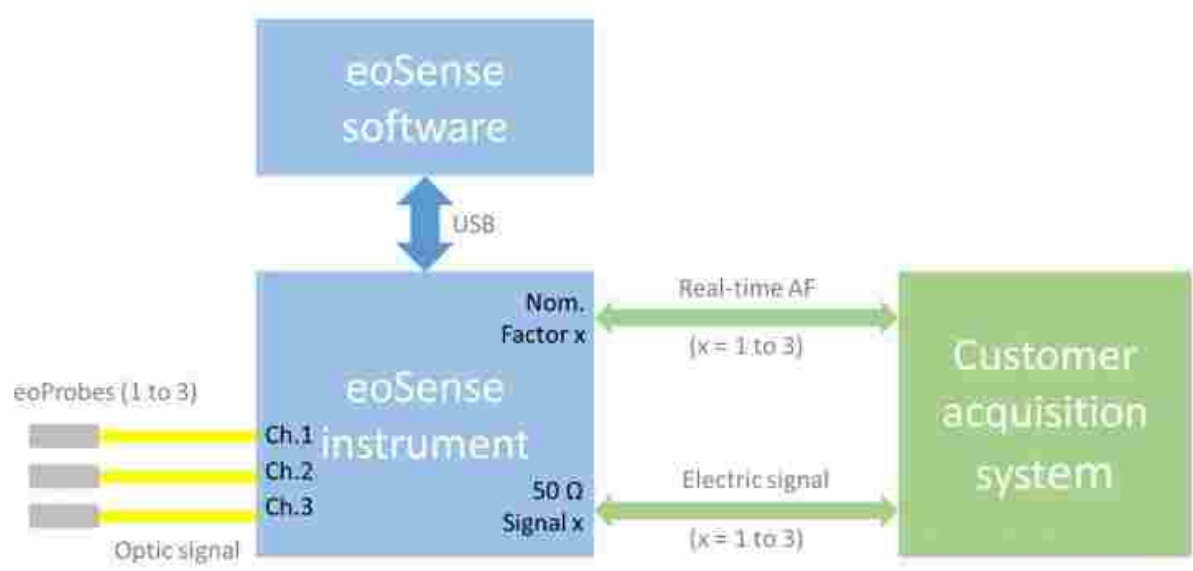 eoSense
software
USB
Nom.
Factor x
Real-time AF
(x = 1 to 3)
eoSense
instrument
Customer
acquisition
system
eoProbes (1 to 3)
Ch.1
Ch.2
Ch.3
Optic signal
50 Ω
Signal x
Electric signal
(x = 1 to 3)